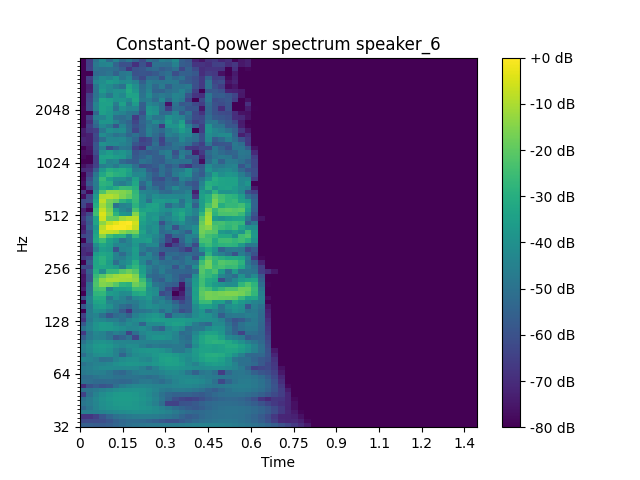 Constant-Q power spectrum speaker_6
Hz
2048
1024
512
256
128
64
32
0 0.15 0.3 0.45 0.6 0.75 0.9 1.1 1.2 1.4
Time
+0 dB
-10 dB
-20 dB
-30 dB
-40 dB
-50 dB
-60 dB
-70 dB
-80 dB